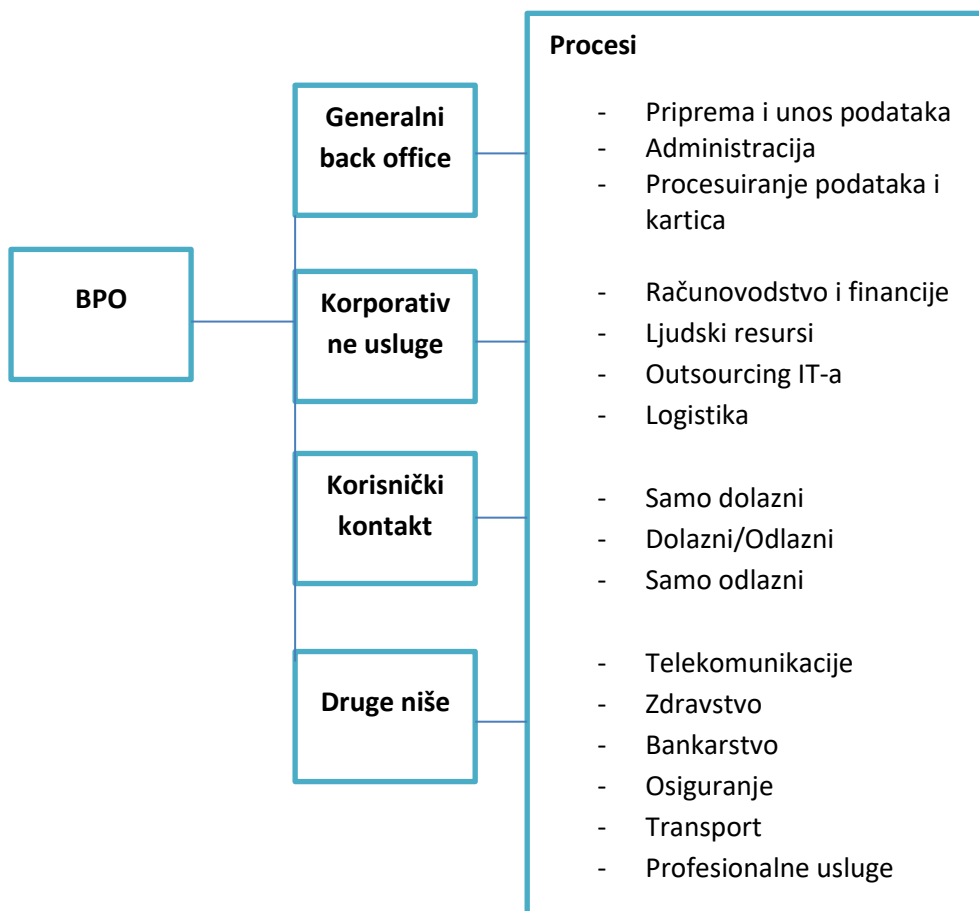 BPO
Generalni
back office
Korporativ
ne usluge
Korisnički
kontakt
Druge niše
Procesi
- Priprema i unos podataka
- Administracija
- Procesuiranje podataka i
kartica
- Računovodstvo i financije
- Ljudski resursi
- Outsourcing IT-a
- Logistika
- Samo dolazni
- Dolazni/Odlazni
- Samo odlazni
- Telekomunikacije
- Zdravstvo
- Bankarstvo
- Osiguranje
- Transport
- Profesionalne usluge